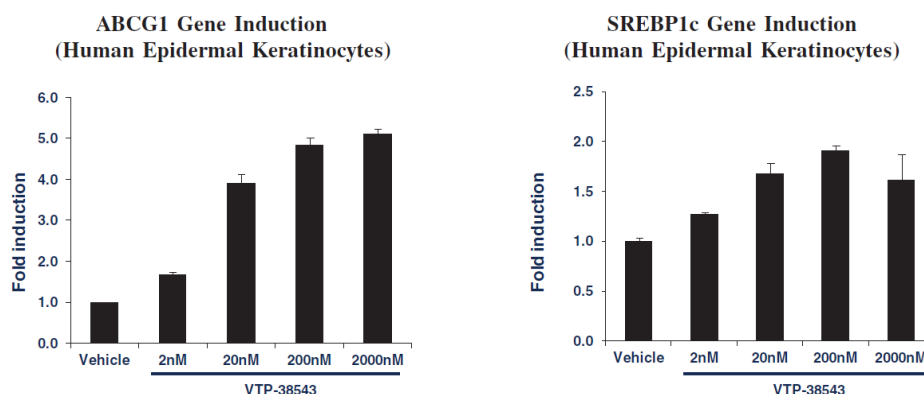 ABCG1 Gene Induction
(Human Epidermal Keratinocytes)
Fold induction
6.0
5.0
4.0
3.0
2.0
1.0
0.0
Vehicle 2nM 20nM 200nM 2000nM
VTP-38543
SREBP1c Gene Induction
(Human Epidermal Keratinocytes)
Fold induction
2.5
2.0
1.5
1.0
0.5
0.0
Vehicle 2nM 20nM 200nM 2000nM
VTP-38543